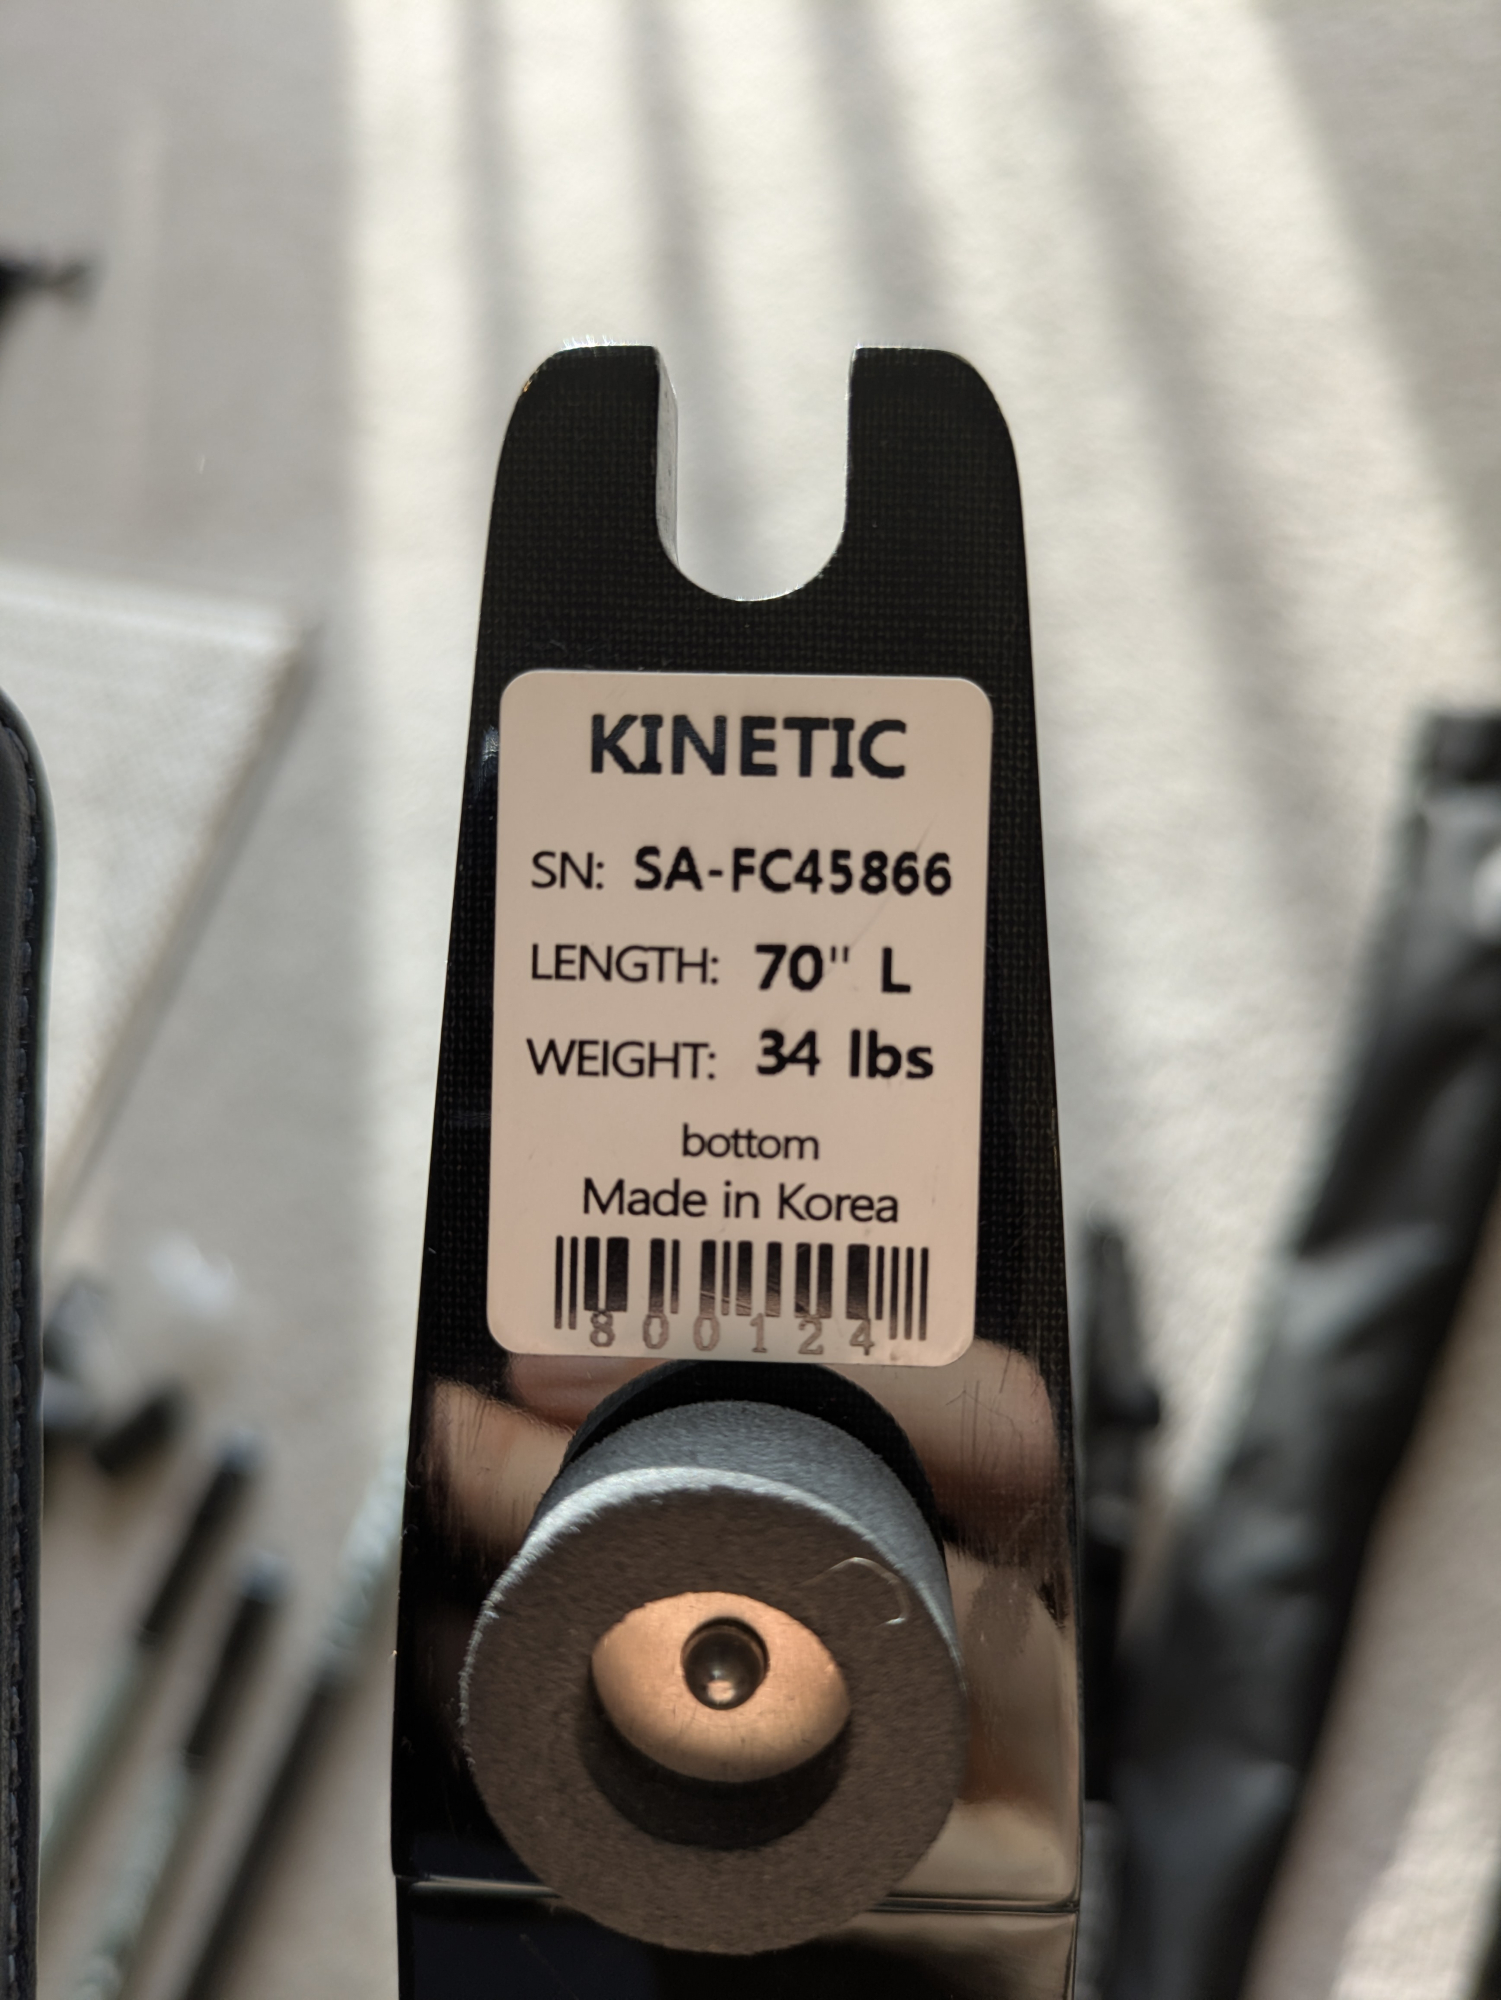 KINETIC
SN: SA-FC45866
LENGTH: 70" L
WEIGHT: 34 lbs
bottom
Made in Korea
800124